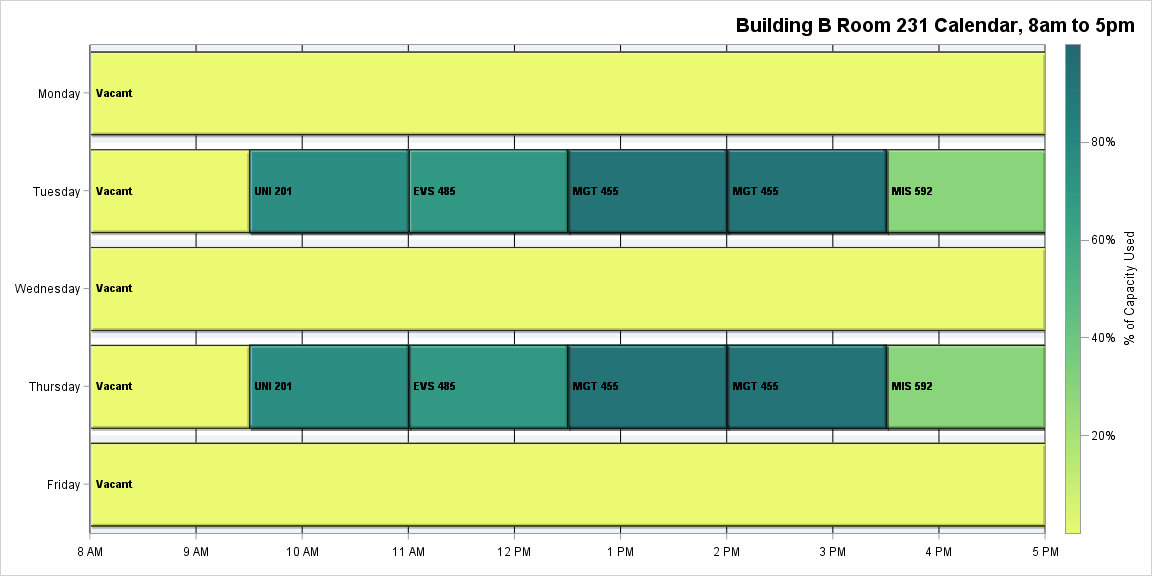 Building B Room 231 Calendar, 8am to 5pm
Monday
Vacant
Tuesday
Vacant
UNI 201
EVS 485
MGT 455
MGT 455
MIS 592
Wednesday
Vacant
Thursday
Vacant
UNI 201
EVS 485
MGT 455
MGT 455
MIS 592
Friday
Vacant
8 AM
9 AM
10 AM
11 AM
12 PM
1 PM
2 PM
3 PM
4 PM
5 PM
80%
60%
40%
20%
% of Capacity Used